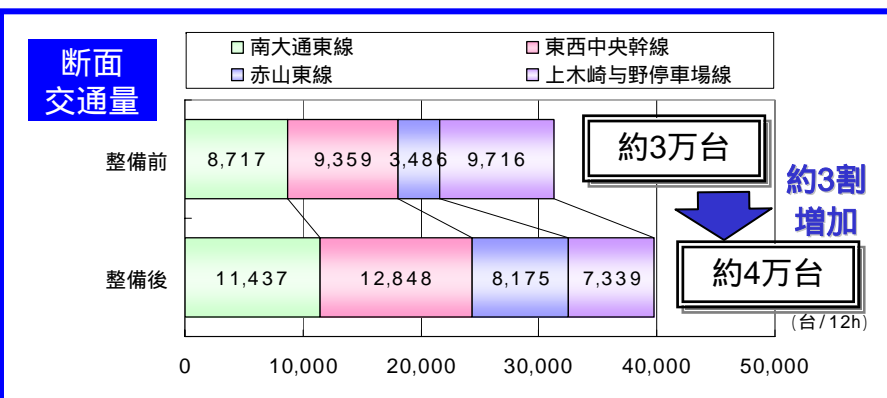 断面
交通量
□ 南大通東線 □ 東西中央幹線
□ 赤山東線 □ 上木崎与野停車場線
整備前 8,717 9,359 3,486 9,716 約3万台
約3割
増加
整備後 11,437 12,848 8,175 7,339 約4万台
(台/12h)
0 10,000 20,000 30,000 40,000 50,000